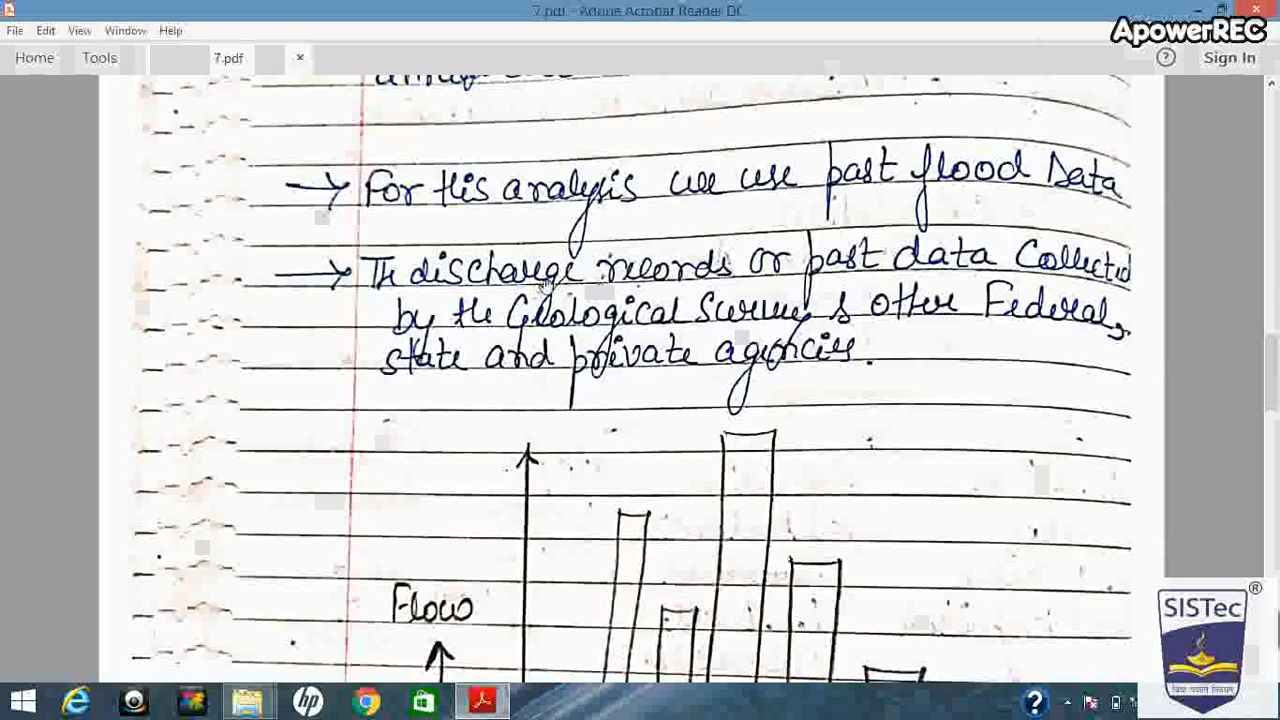 7.pdf - Adobe Acrobat Reader DC
ApowerREC
File Edit View Window Help
Home Tools 7.pdf × ? Sign In
→ For this analysis we use past flood Data
→ Th discharge records or past data Collected
by the Geological Survey & other Federal,
state and private agencies.
Flow
SISTec ®
hp
?